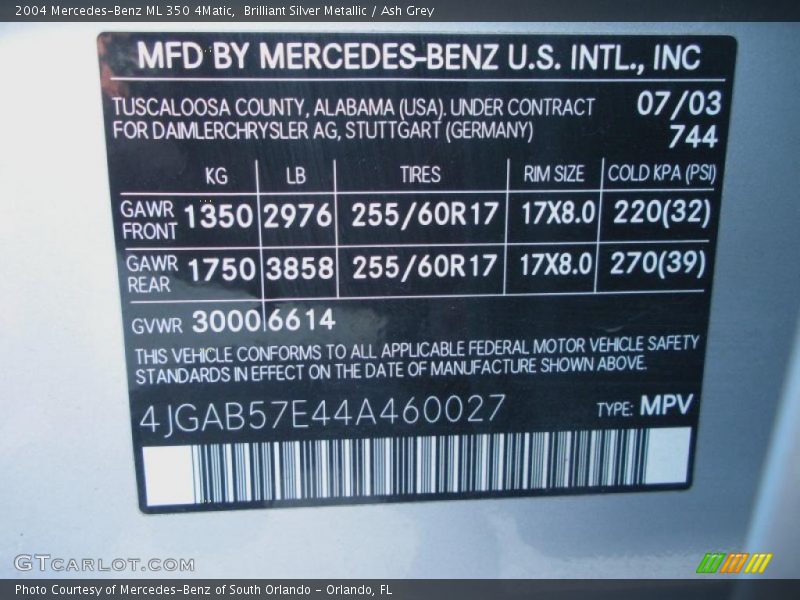 2004 Mercedes-Benz ML 350 4Matic,  Brilliant Silver Metallic / Ash Grey
MFD BY MERCEDES-BENZ U.S. INTL., INC
TUSCALOOSA COUNTY, ALABAMA (USA). UNDER CONTRACT 07/03
FOR DAIMLERCHRYSLER AG, STUTTGART (GERMANY) 744
KG LB TIRES RIM SIZE COLD KPA (PSI)
GAWR FRONT 1350 2976 255/60R17 17X8.0 220(32)
GAWR REAR 1750 3858 255/60R17 17X8.0 270(39)
GVWR 3000 6614
THIS VEHICLE CONFORMS TO ALL APPLICABLE FEDERAL MOTOR VEHICLE SAFETY
STANDARDS IN EFFECT ON THE DATE OF MANUFACTURE SHOWN ABOVE.
4JGAB57E44A460027 TYPE: MPV
GTCARLOT.COM
Photo Courtesy of Mercedes-Benz of South Orlando - Orlando, FL